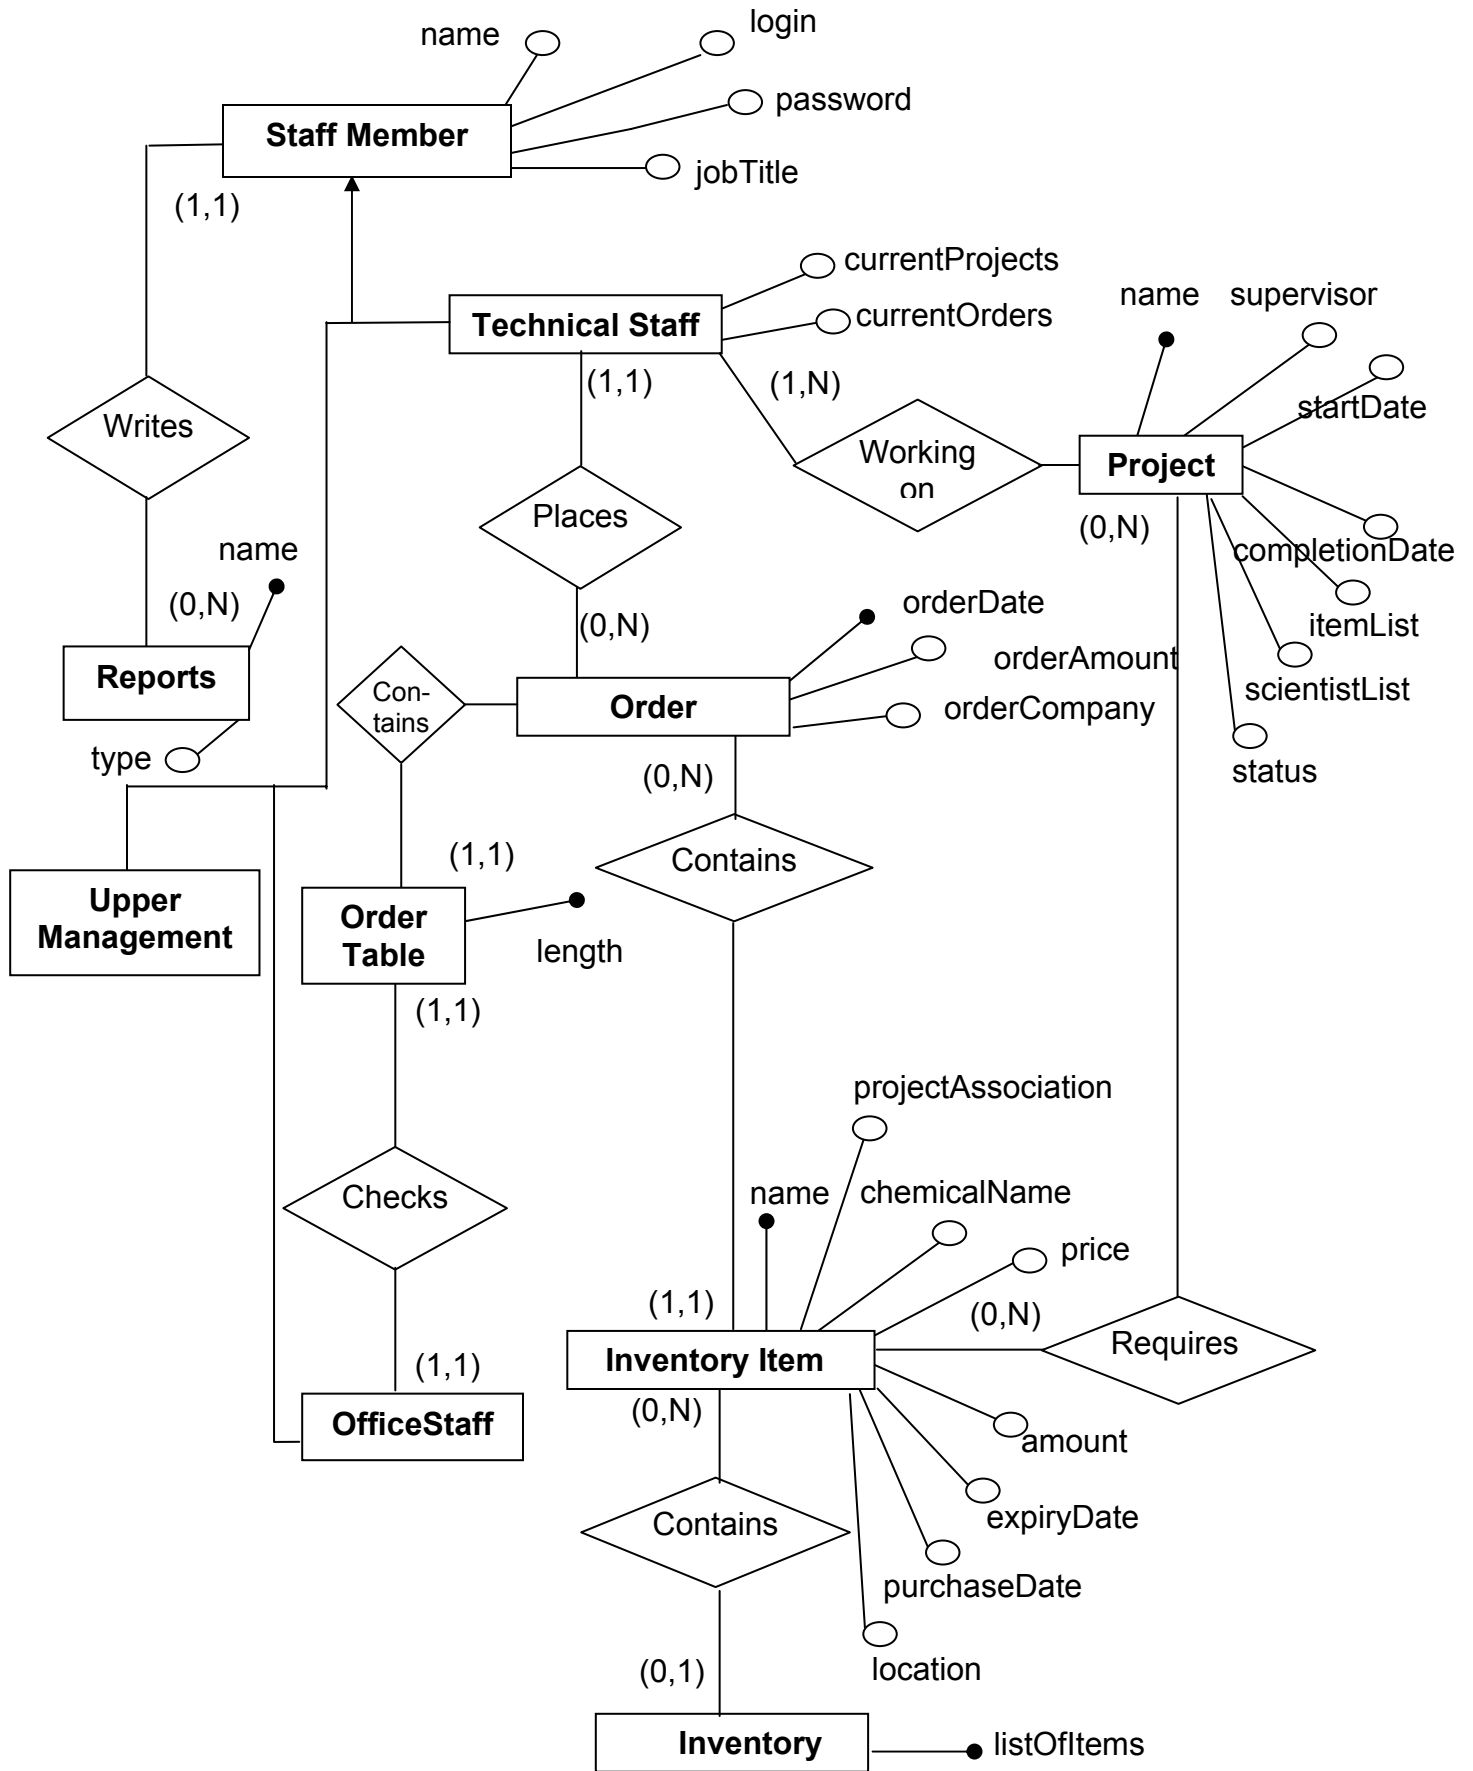 name
login
password
Staff Member
jobTitle
(1,1)
currentProjects
currentOrders
Technical Staff
name
supervisor
startDate
(1,1)
(1,N)
Writes
Working
on
Project
Places
(0,N)
completionDate
name
(0,N)
(0,N)
orderDate
itemList
orderAmount
Reports
Con-
tains
Order
orderCompany
scientistList
type
(0,N)
status
(1,1)
Contains
Upper
Management
Order
Table
length
(1,1)
projectAssociation
Checks
name
chemicalName
price
(1,1)
(0,N)
Requires
Inventory Item
(1,1)
(0,N)
OfficeStaff
amount
Contains
expiryDate
purchaseDate
(0,1)
location
Inventory
listOfItems